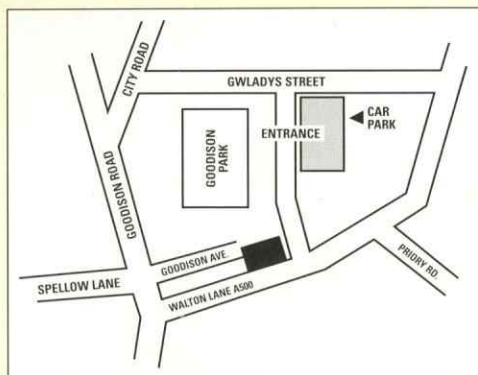 CITY ROAD
GWLADYS STREET
ENTRANCE
CAR
PARK
GOODISON
PARK
GOODISON ROAD
GOODISON AVE.
SPELLOW LANE
WALTON LANE A500
PRIORY RD.